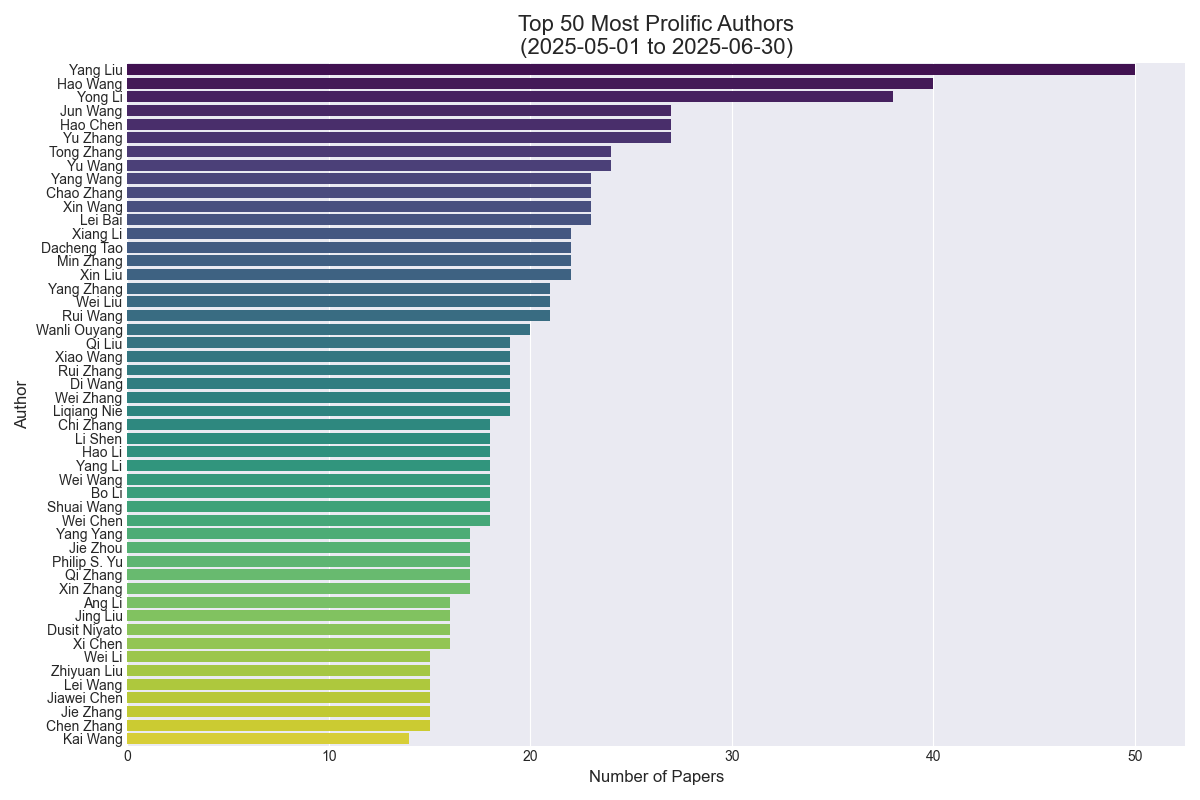 Top 50 Most Prolific Authors
(2025-05-01 to 2025-06-30)
Author
Yang Liu
Hao Wang
Yong Li
Jun Wang
Hao Chen
Yu Zhang
Tong Zhang
Yu Wang
Yang Wang
Chao Zhang
Xin Wang
Lei Bai
Xiang Li
Dacheng Tao
Min Zhang
Xin Liu
Yang Zhang
Wei Liu
Rui Wang
Wanli Ouyang
Qi Liu
Xiao Wang
Rui Zhang
Di Wang
Wei Zhang
Liqiang Nie
Chi Zhang
Li Shen
Hao Li
Yang Li
Wei Wang
Bo Li
Shuai Wang
Wei Chen
Yang Yang
Jie Zhou
Philip S. Yu
Qi Zhang
Xin Zhang
Ang Li
Jing Liu
Dusit Niyato
Xi Chen
Wei Li
Zhiyuan Liu
Lei Wang
Jiawei Chen
Jie Zhang
Chen Zhang
Kai Wang
0 10 20 30 40 50
Number of Papers